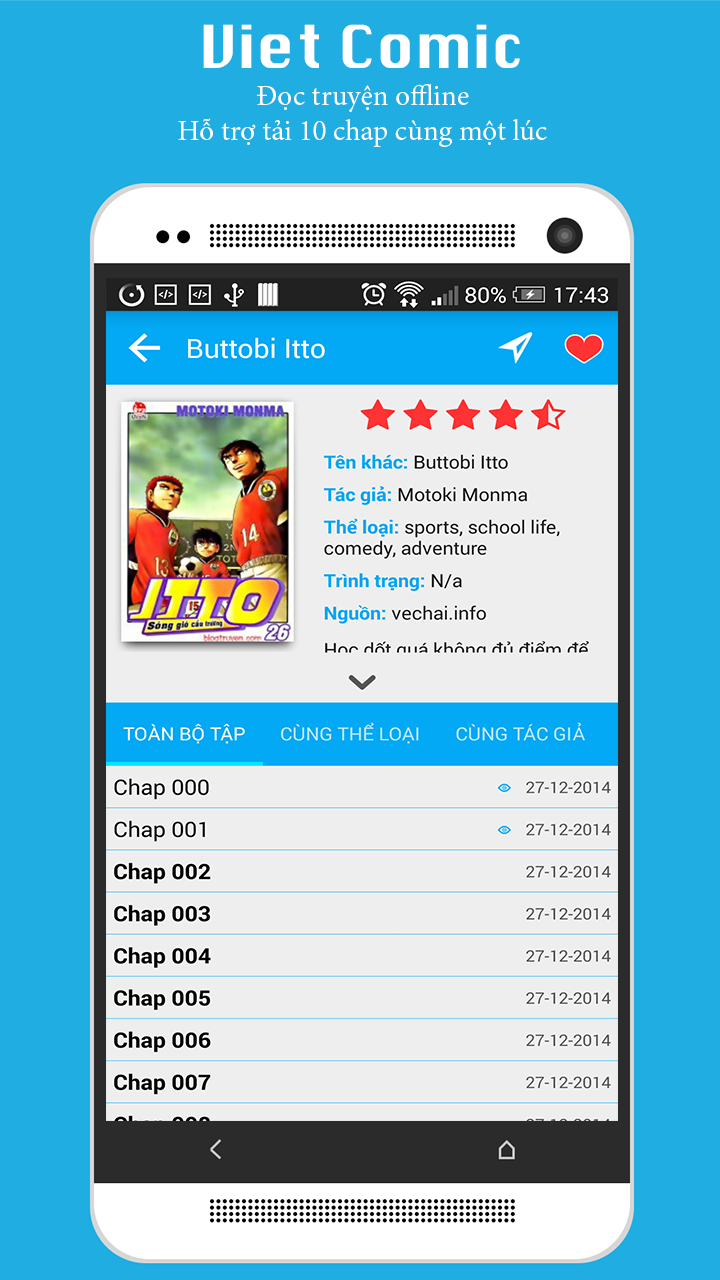 Viet Comic
Đọc truyện offline
Hỗ trợ tải 10 chap cùng một lúc
80% 17:43
Buttobi Itto
MOTOKI MONMA
14
13
15
ITTO
Sóng gió cầu trường
blogtruyen.com 26
Tên khác: Buttobi Itto
Tác giả: Motoki Monma
Thể loại: sports, school life,
comedy, adventure
Trình trạng: N/a
Nguồn: vechai.info
Học dốt quá không đủ điểm để
TOÀN BỘ TẬP CÙNG THỂ LOẠI CÙNG TÁC GIẢ
Chap 000 27-12-2014
Chap 001 27-12-2014
Chap 002 27-12-2014
Chap 003 27-12-2014
Chap 004 27-12-2014
Chap 005 27-12-2014
Chap 006 27-12-2014
Chap 007 27-12-2014